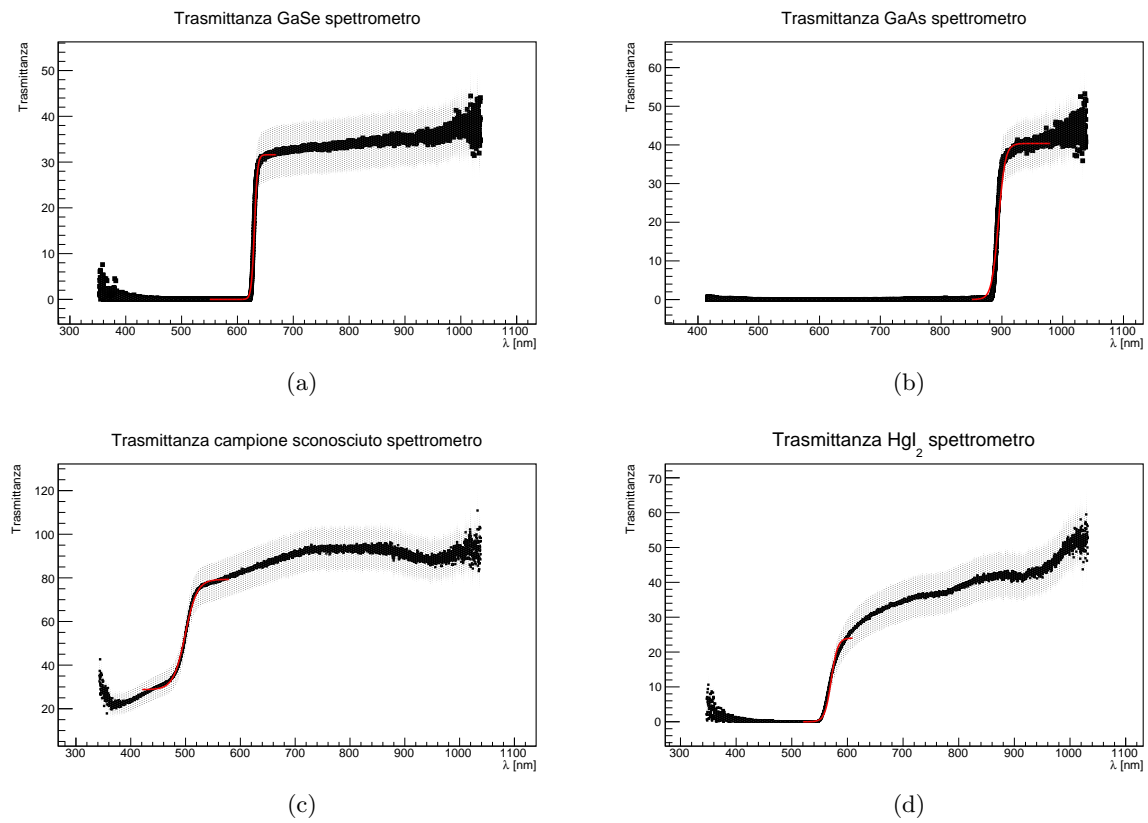 Trasmittanza GaSe spettrometro
Trasmittanza
50
40
30
20
10
0
300 400 500 600 700 800 900 1000 1100
λ [nm]
(a)
Trasmittanza GaAs spettrometro
Trasmittanza
60
50
40
30
20
10
0
400 500 600 700 800 900 1000 1100
λ [nm]
(b)
Trasmittanza campione sconosciuto spettrometro
Trasmittanza
120
100
80
60
40
20
300 400 500 600 700 800 900 1000 1100
λ [nm]
(c)
Trasmittanza HgI₂ spettrometro
Trasmittanza
70
60
50
40
30
20
10
0
300 400 500 600 700 800 900 1000 1100
λ [nm]
(d)